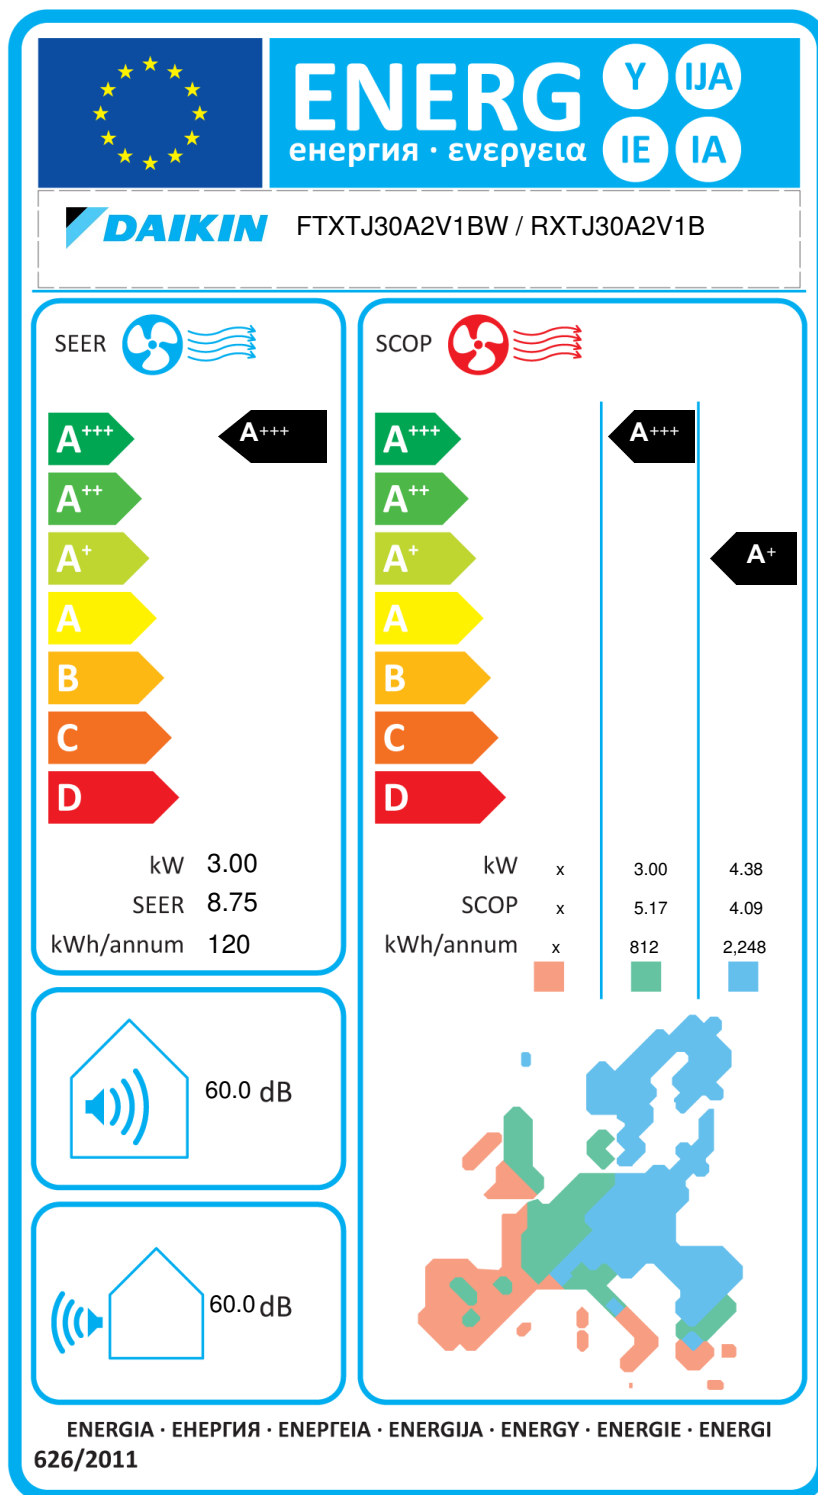 ENERG
енергия · ενεργεια
Y IJA
IE IA
DAIKIN
FTXTJ30A2V1BW / RXTJ30A2V1B
SEER
A+++ A+++
A++
A+
A
B
C
D
kW 3.00
SEER 8.75
kWh/annum 120
SCOP
A+++ A+++
A++
A+ A+
A
B
C
D
kW x 3.00 4.38
SCOP x 5.17 4.09
kWh/annum x 812 2,248
60.0 dB
60.0 dB
ENERGIA · ЕНЕРГИЯ · ΕΝΕΡΓΕΙΑ · ENERGIJA · ENERGY · ENERGIE · ENERGI
626/2011